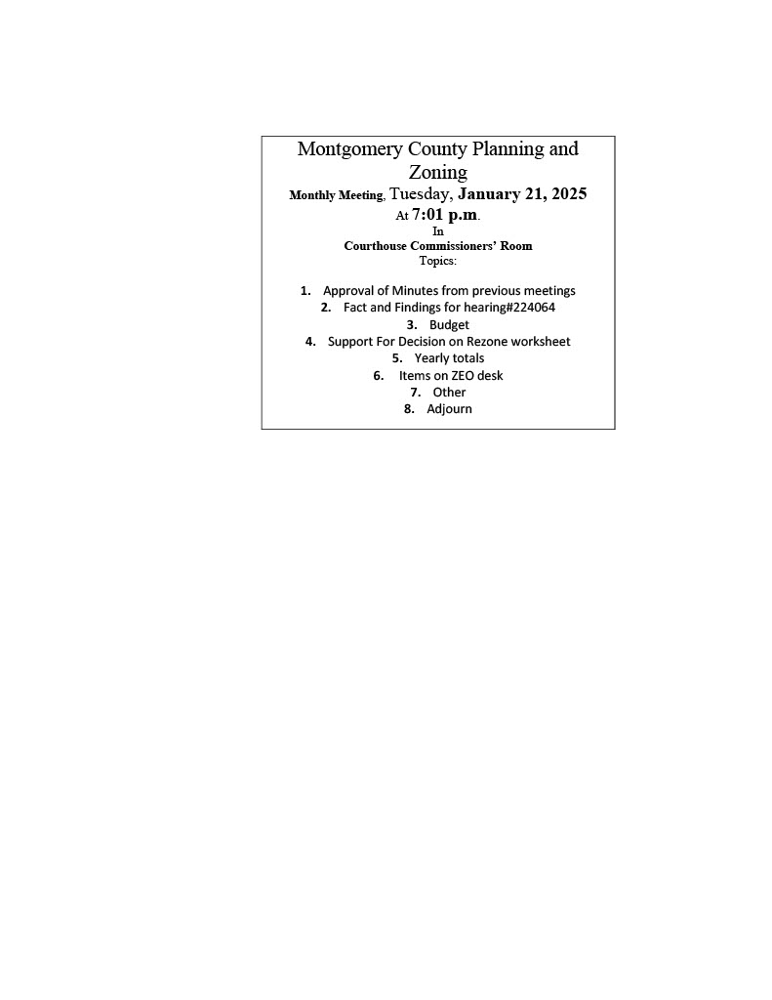 Montgomery County Planning and
Zoning
Monthly Meeting, Tuesday, January 21, 2025
At 7:01 p.m.
In
Courthouse Commissioners’ Room
Topics:
1. Approval of Minutes from previous meetings
2. Fact and Findings for hearing#224064
3. Budget
4. Support For Decision on Rezone worksheet
5. Yearly totals
6. Items on ZEO desk
7. Other
8. Adjourn